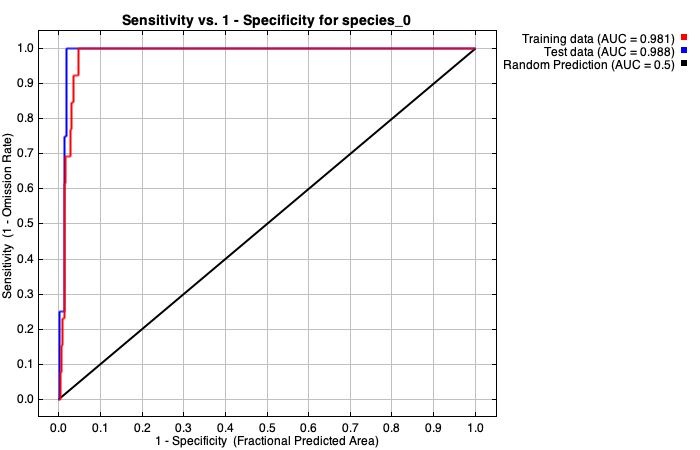 Sensitivity vs. 1 - Specificity for species_0
Training data (AUC = 0.981)
Test data (AUC = 0.988)
Random Prediction (AUC = 0.5)
Sensitivity (1 - Omission Rate)
1.0
0.9
0.8
0.7
0.6
0.5
0.4
0.3
0.2
0.1
0.0
0.0 0.1 0.2 0.3 0.4 0.5 0.6 0.7 0.8 0.9 1.0
1 - Specificity (Fractional Predicted Area)